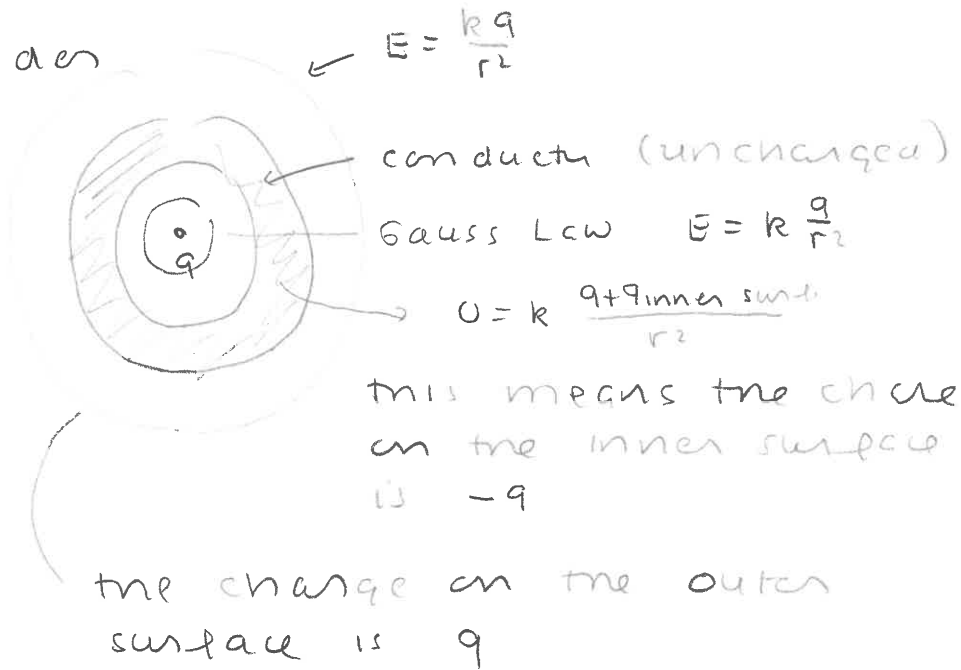 E = kq/r²
conductor (uncharged)
Gauss Law E = k q/r²
0 = k (q + q inner surf.)/r²
q
this means the charge
on the inner surface
is -q
the charge on the outer
surface is q